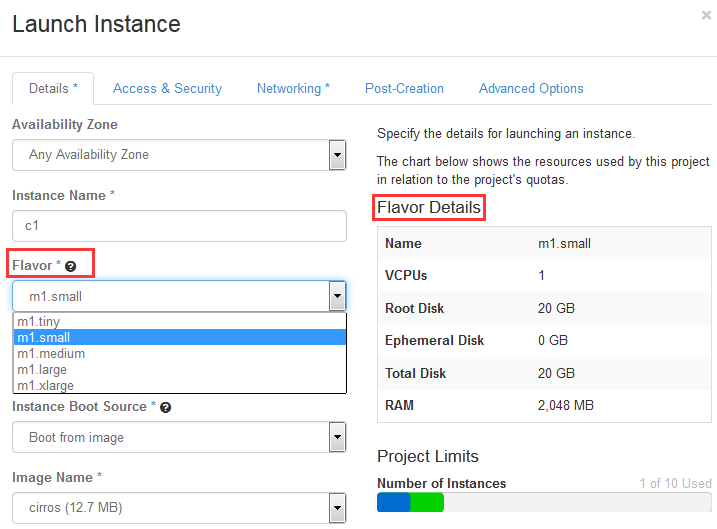 Launch Instance
×
Details *
Access & Security
Networking *
Post-Creation
Advanced Options
Availability Zone
Any Availability Zone
Instance Name *
c1
Flavor * ?
m1.small
m1.tiny
m1.small
m1.medium
m1.large
m1.xlarge
Instance Boot Source * ?
Boot from image
Image Name *
cirros (12.7 MB)
Specify the details for launching an instance.
The chart below shows the resources used by this project
in relation to the project's quotas.
Flavor Details
Name m1.small
VCPUs 1
Root Disk 20 GB
Ephemeral Disk 0 GB
Total Disk 20 GB
RAM 2,048 MB
Project Limits
Number of Instances 1 of 10 Used